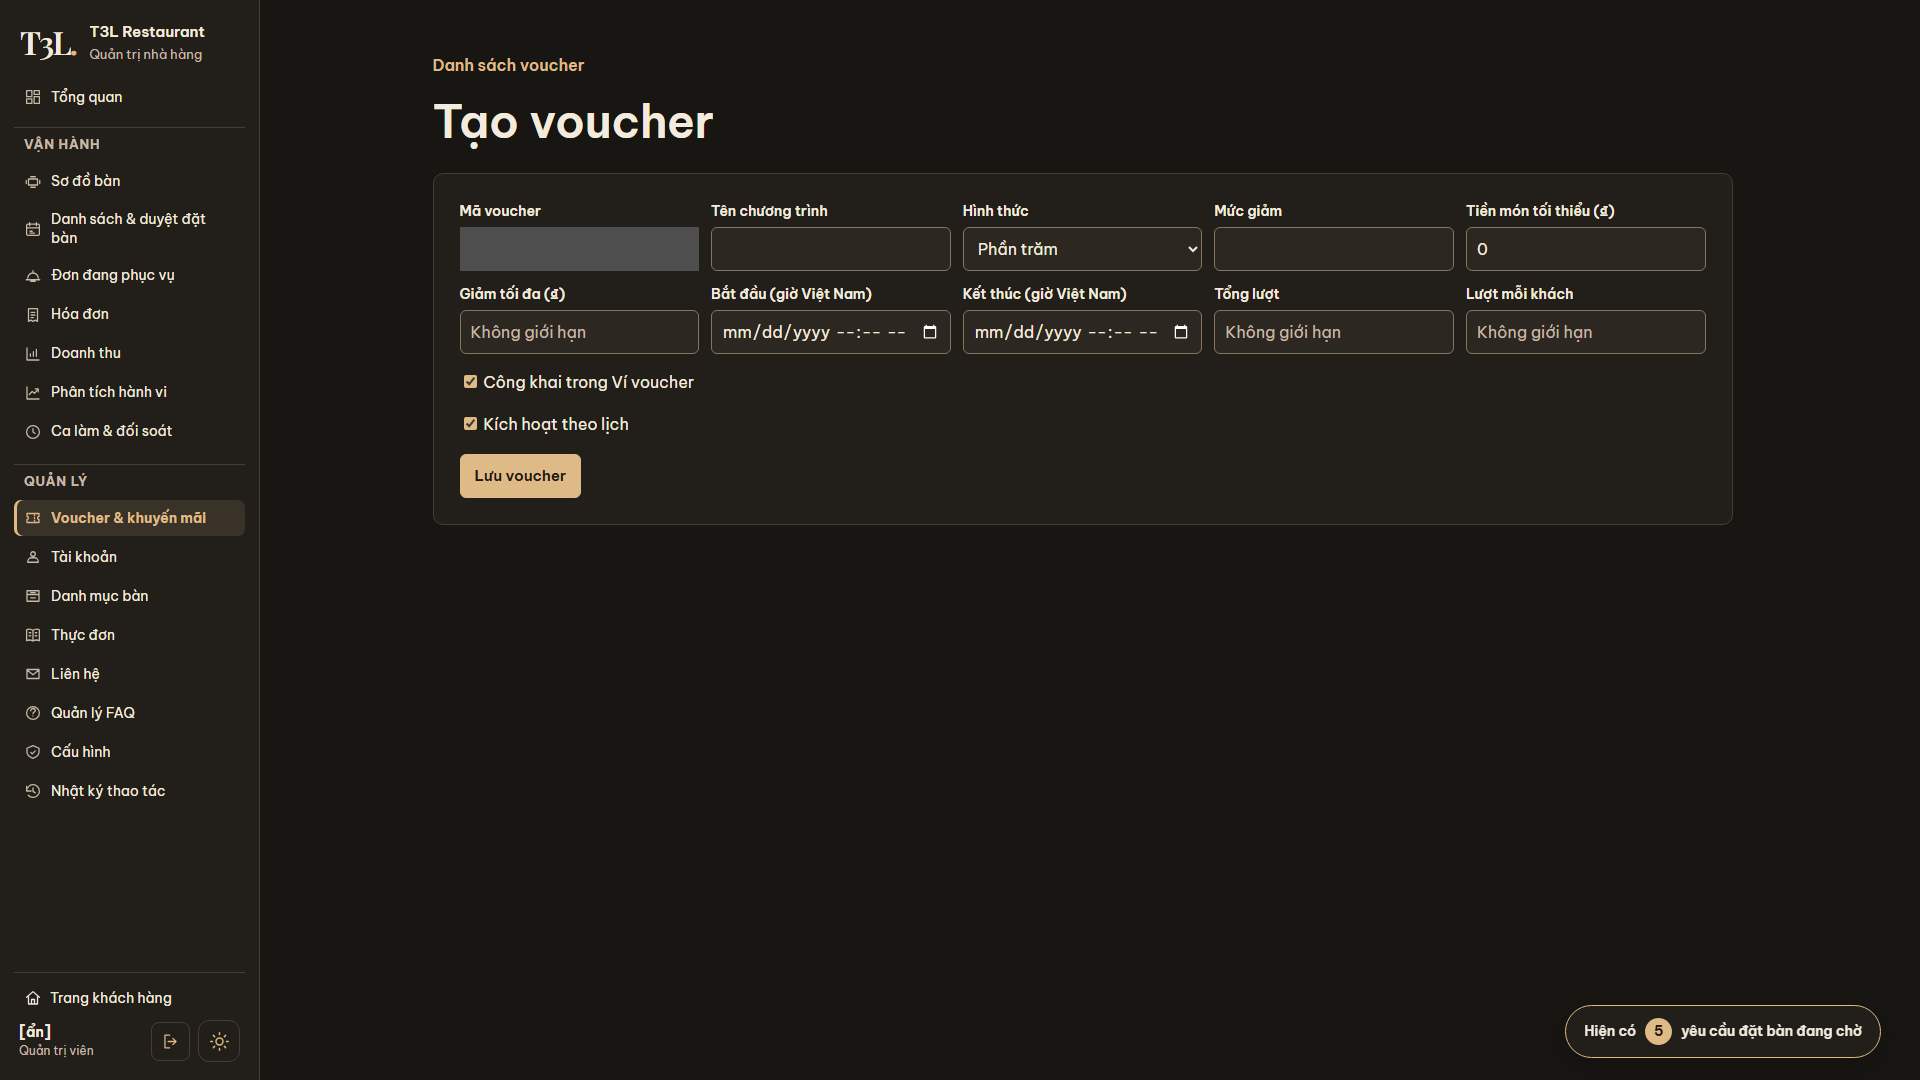 T3L.
T3L Restaurant
Quản trị nhà hàng
Tổng quan
VẬN HÀNH
Sơ đồ bàn
Danh sách & duyệt đặt
bàn
Đơn đang phục vụ
Hóa đơn
Doanh thu
Phân tích hành vi
Ca làm & đối soát
QUẢN LÝ
Voucher & khuyến mãi
Tài khoản
Danh mục bàn
Thực đơn
Liên hệ
Quản lý FAQ
Cấu hình
Nhật ký thao tác
Trang khách hàng
[ẩn]
Quản trị viên
Danh sách voucher
Tạo voucher
Mã voucher
Tên chương trình
Hình thức
Phần trăm
Mức giảm
Tiền món tối thiểu (₫)
0
Giảm tối đa (₫)
Không giới hạn
Bắt đầu (giờ Việt Nam)
mm/dd/yyyy --:-- --
Kết thúc (giờ Việt Nam)
mm/dd/yyyy --:-- --
Tổng lượt
Không giới hạn
Lượt mỗi khách
Không giới hạn
Công khai trong Ví voucher
Kích hoạt theo lịch
Lưu voucher
Hiện có 5 yêu cầu đặt bàn đang chờ